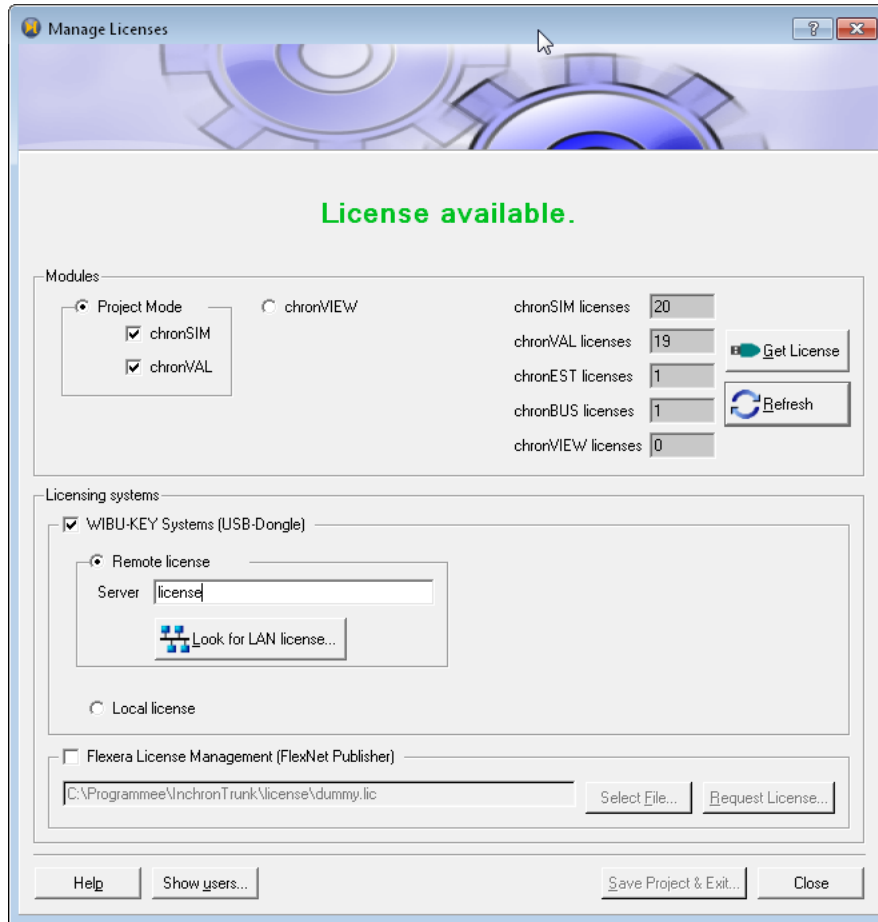 Manage Licenses
?
License available.
Modules
Project Mode
chronVIEW
chronSIM
chronVAL
chronSIM licenses 20
chronVAL licenses 19
chronEST licenses 1
chronBUS licenses 1
chronVIEW licenses 0
Get License
Refresh
Licensing systems
WIBU-KEY Systems (USB-Dongle)
Remote license
Server license
Look for LAN license...
Local license
Flexera License Management (FlexNet Publisher)
C:\Programmee\InchronTrunk\license\dummy.lic
Select File...
Request License...
Help
Show users...
Save Project & Exit...
Close